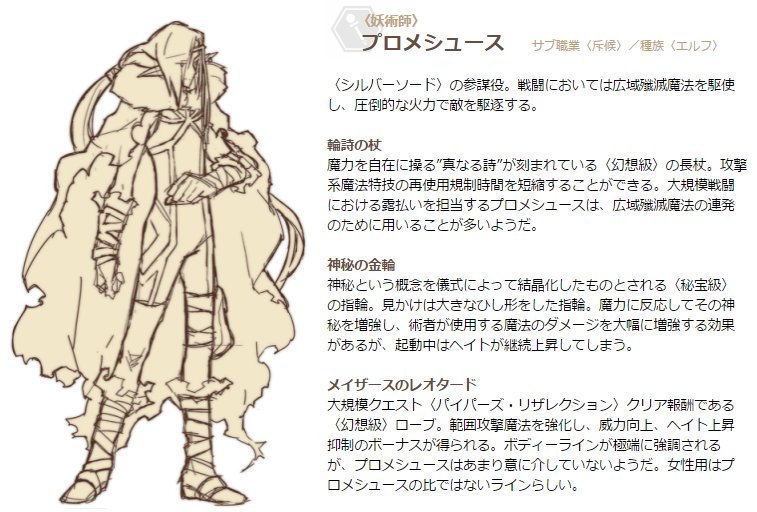 〈妖術師〉
プロメシュース サブ職業〈斥候〉／種族〈エルフ〉
〈シルバーソード〉の参謀役。戦闘においては広域殲滅魔法を駆使
し、圧倒的な火力で敵を駆逐する。
輪詩の杖
魔力を自在に操る”真なる詩”が刻まれている〈幻想級〉の長杖。攻撃
系魔法特技の再使用規制時間を短縮することができる。大規模戦闘
における露払いを担当するプロメシュースは、広域殲滅魔法の連発
のために用いることが多いようだ。
神秘の金輪
神秘という概念を儀式によって結晶化したものとされる〈秘宝級〉
の指輪。見かけは大きなひし形をした指輪。魔力に反応してその神
秘を増強し、術者が使用する魔法のダメージを大幅に増強する効果
があるが、起動中はヘイトが継続上昇してしまう。
メイザースのレオタード
大規模クエスト〈パイパーズ・リザレクション〉クリア報酬である
〈幻想級〉ローブ。範囲攻撃魔法を強化し、威力向上、ヘイト上昇
抑制のボーナスが得られる。ボディーラインが極端に強調される
が、プロメシュースはあまり意に介していないようだ。女性用はプ
ロメシュースの比ではないラインらしい。